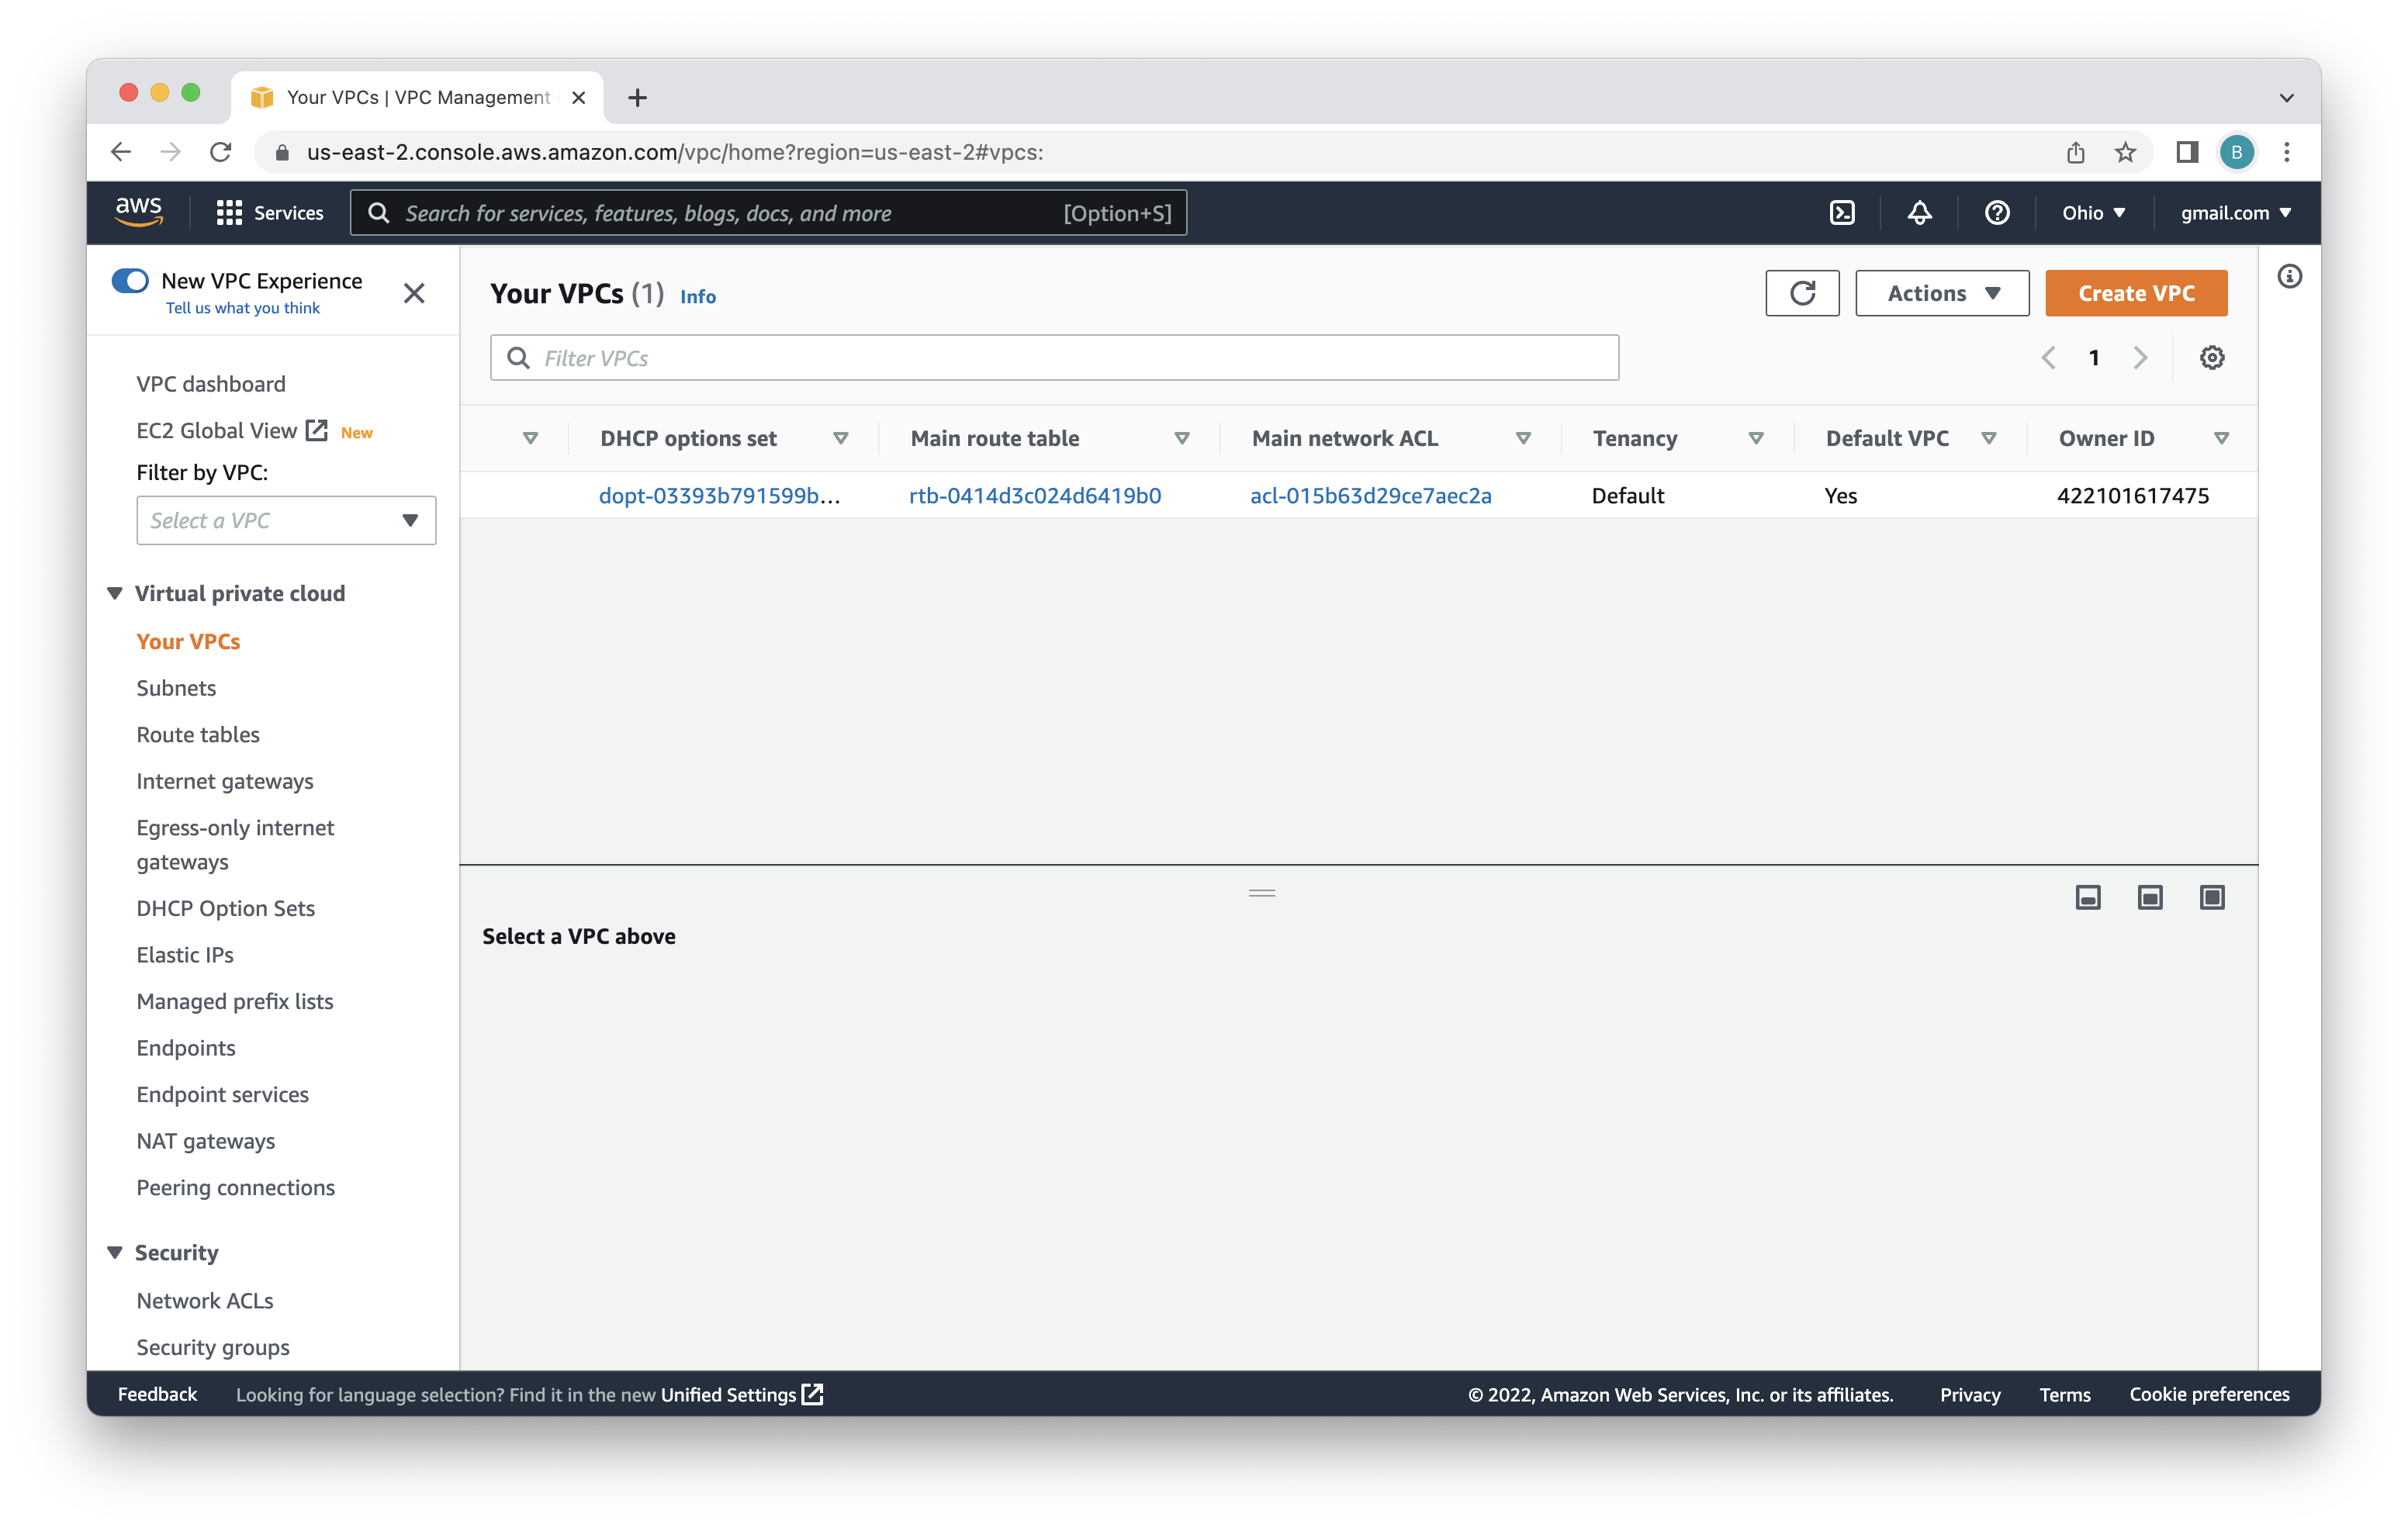 Your VPCs | VPC Management
us-east-2.console.aws.amazon.com/vpc/home?region=us-east-2#vpcs:
B
aws
Services
Search for services, features, blogs, docs, and more
[Option+S]
Ohio
gmail.com
New VPC Experience
Tell us what you think
VPC dashboard
EC2 Global View New
Filter by VPC:
Select a VPC
Virtual private cloud
Your VPCs
Subnets
Route tables
Internet gateways
Egress-only internet
gateways
DHCP Option Sets
Elastic IPs
Managed prefix lists
Endpoints
Endpoint services
NAT gateways
Peering connections
Security
Network ACLs
Security groups
Your VPCs (1) Info
Actions
Create VPC
Filter VPCs
1
DHCP options set Main route table Main network ACL Tenancy Default VPC Owner ID
dopt-03393b791599b... rtb-0414d3c024d6419b0 acl-015b63d29ce7aec2a Default Yes 422101617475
Select a VPC above
Feedback Looking for language selection? Find it in the new Unified Settings © 2022, Amazon Web Services, Inc. or its affiliates. Privacy Terms Cookie preferences